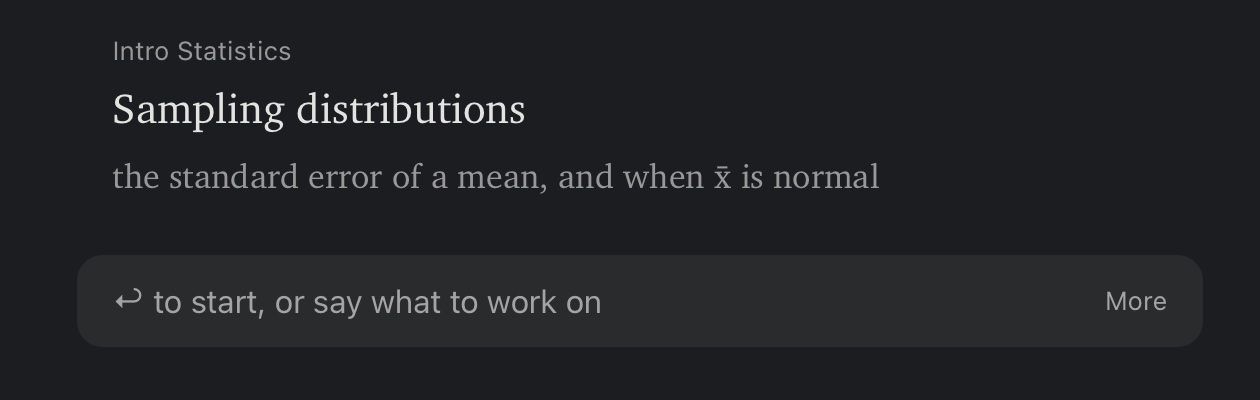 Intro Statistics
Sampling distributions
the standard error of a mean, and when x̄ is normal
↩ to start, or say what to work on
More